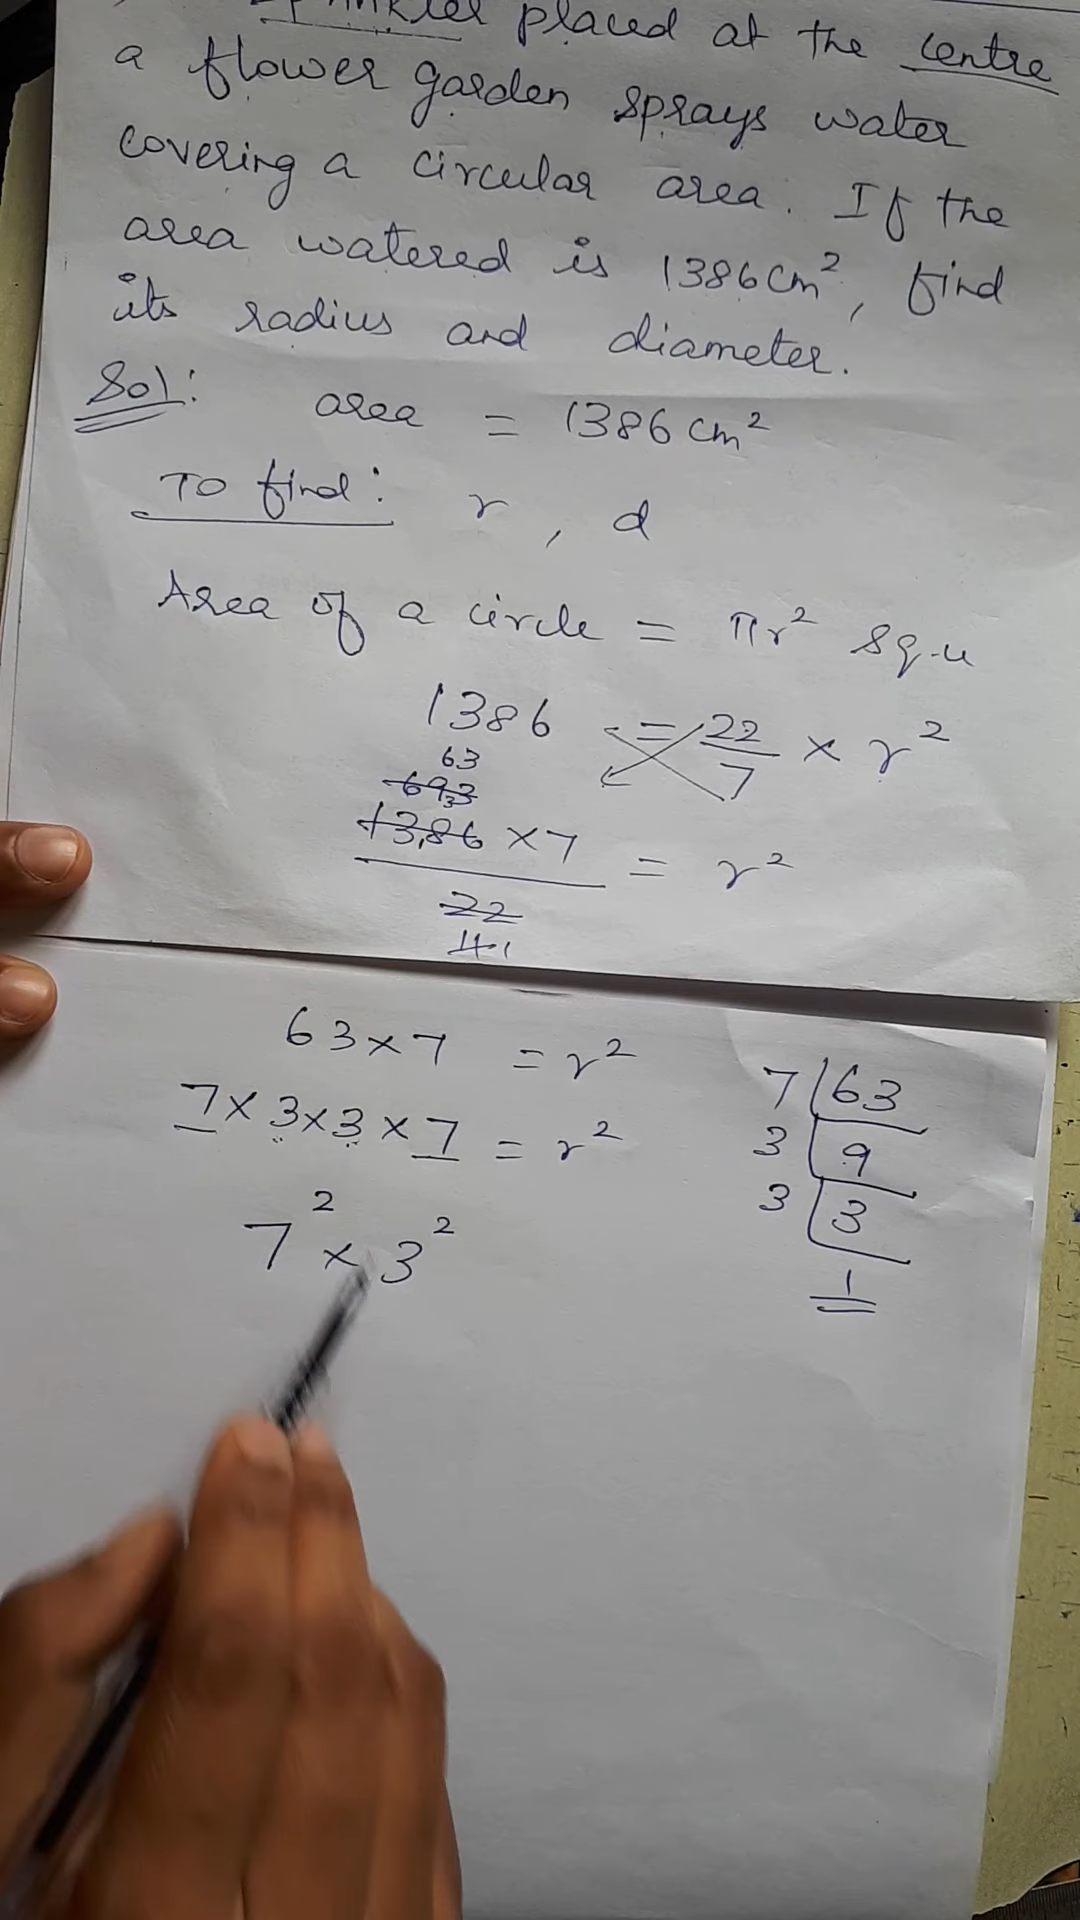 placed at the centre
a flower garden sprays water
covering a circular area. If the
area watered is 1386 cm², find
its radius and diameter.
Sol: area = 1386 cm²
To find: r, d
Area of a circle = πr² sq.u
1386 = 22/7 × r²
63
693
1386 × 7 = r²
22
11 1
63 × 7 = r²
7 × 3 × 3 × 7 = r²
7² × 3²
7 63
3 9
3 3
1